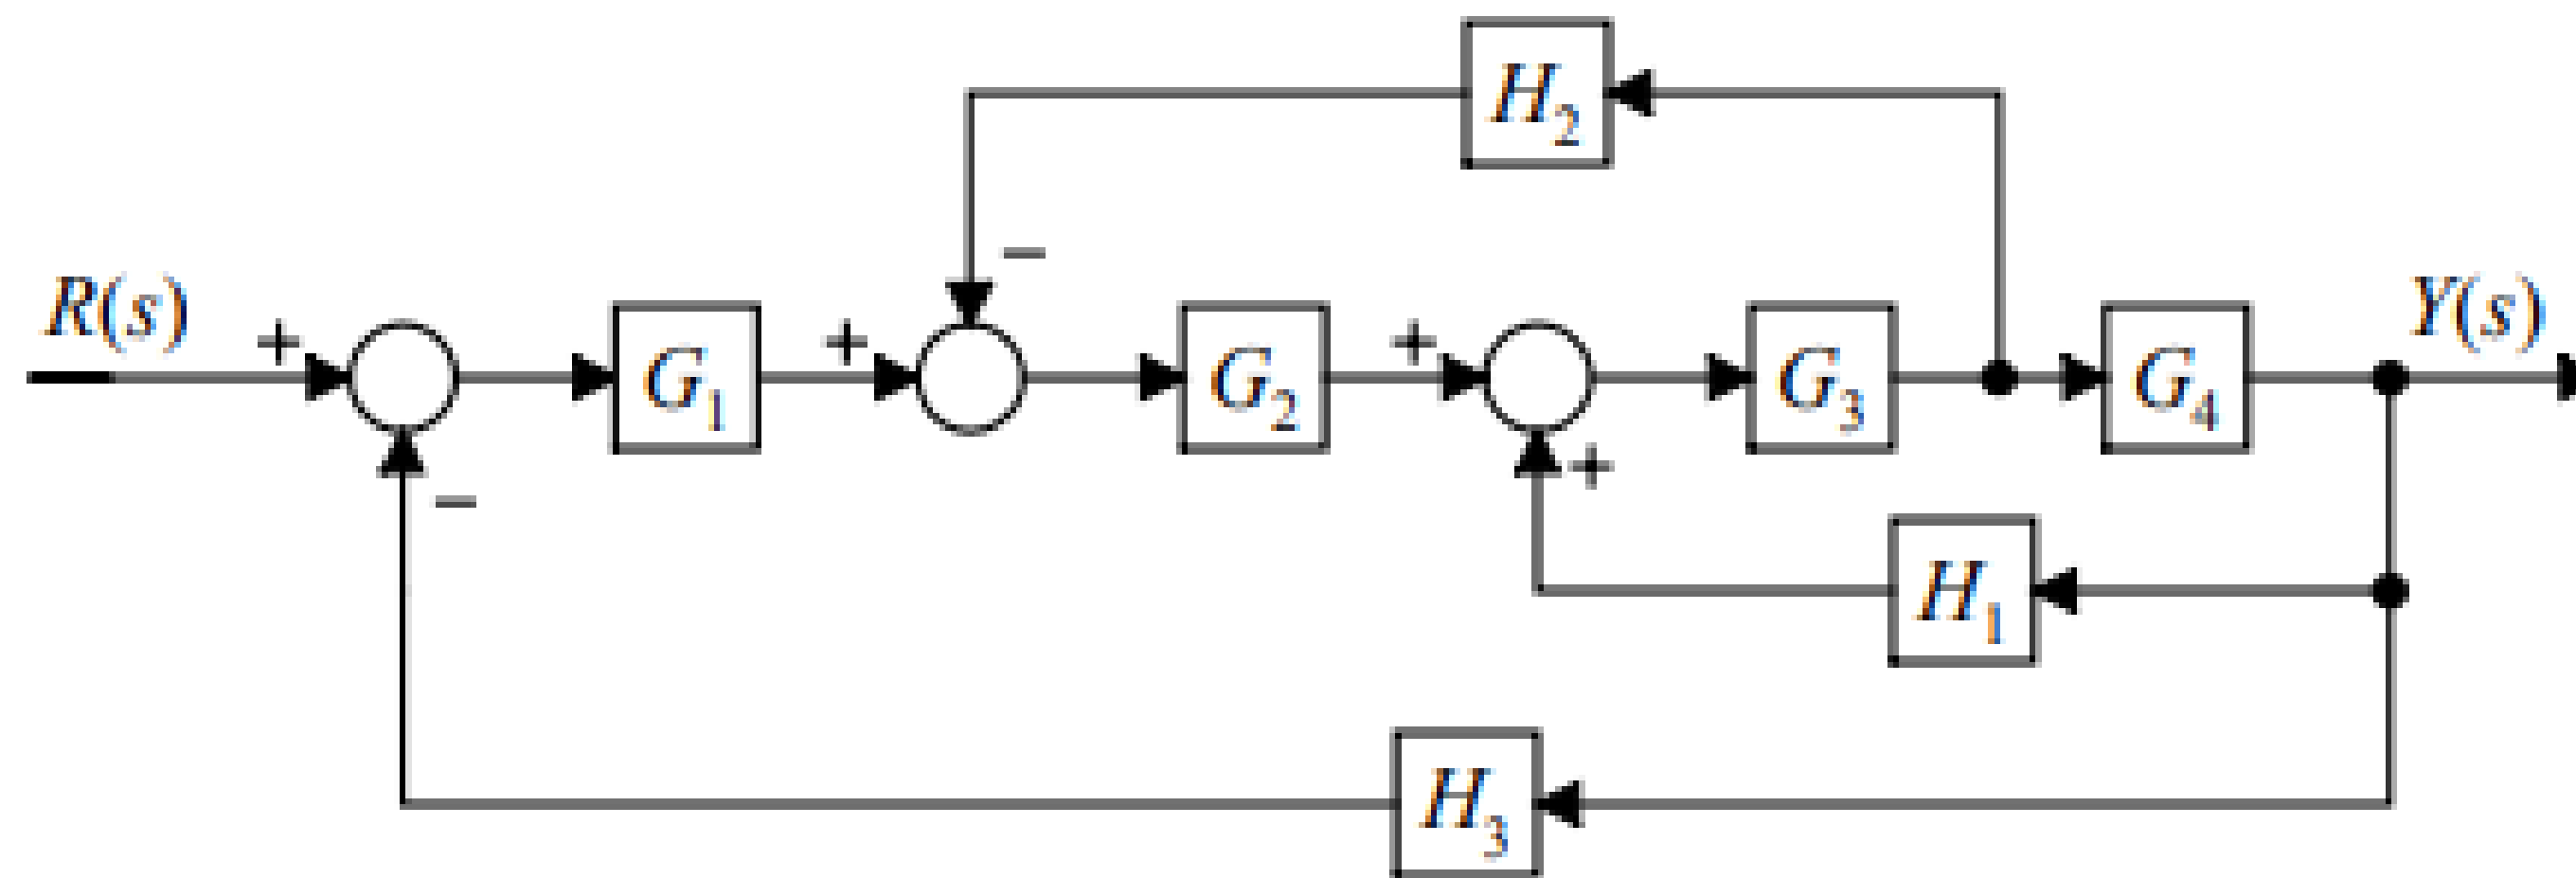 H₂
−
R(s) + G₁ + G₂ + G₃ G₄ Y(s)
− +
H₁
H₃